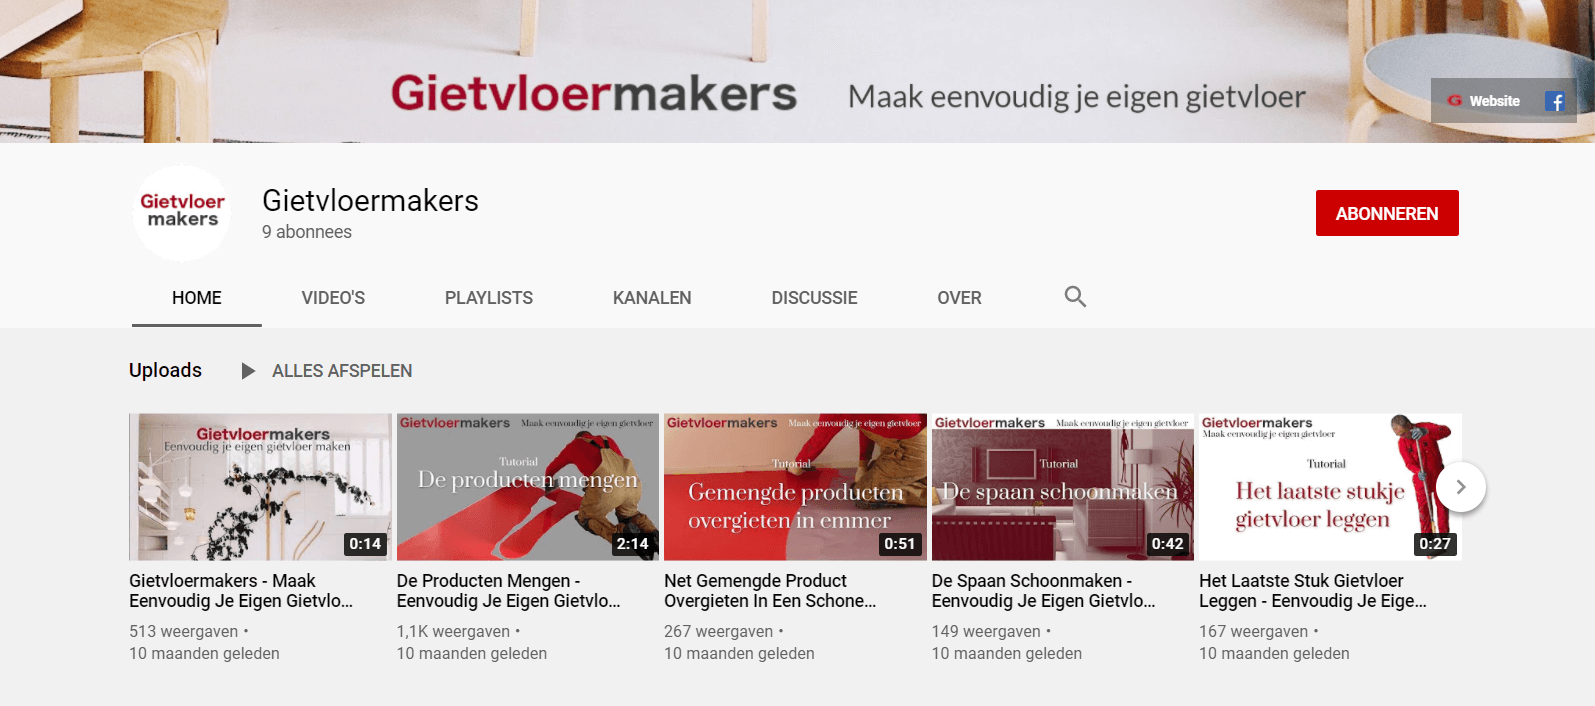 Gietvloermakers
Maak eenvoudig je eigen gietvloer
G Website f
Gietvloer
makers
Gietvloermakers
9 abonnees
ABONNEREN
HOME VIDEO'S PLAYLISTS KANALEN DISCUSSIE OVER
Uploads ALLES AFSPELEN
Gietvloermakers
Eenvoudig je eigen gietvloer maken
0:14
Gietvloermakers - Maak
Eenvoudig Je Eigen Gietvlo...
513 weergaven •
10 maanden geleden
Gietvloermakers Maak eenvoudig je eigen gietvloer
Tutorial
De producten mengen
2:14
De Producten Mengen -
Eenvoudig Je Eigen Gietvlo...
1,1K weergaven •
10 maanden geleden
Gietvloermakers Maak eenvoudig je eigen gietvloer
Tutorial
Gemengde producten
overgieten in emmer
0:51
Net Gemengde Product
Overgieten In Een Schone...
267 weergaven •
10 maanden geleden
Gietvloermakers Maak eenvoudig je eigen gietvloer
Tutorial
De spaan schoonmaken
0:42
De Spaan Schoonmaken -
Eenvoudig Je Eigen Gietvlo...
149 weergaven •
10 maanden geleden
Gietvloermakers
Maak eenvoudig je eigen gietvloer
Tutorial
Het laatste stukje
gietvloer leggen
0:27
Het Laatste Stuk Gietvloer
Leggen - Eenvoudig Je Eige...
167 weergaven •
10 maanden geleden